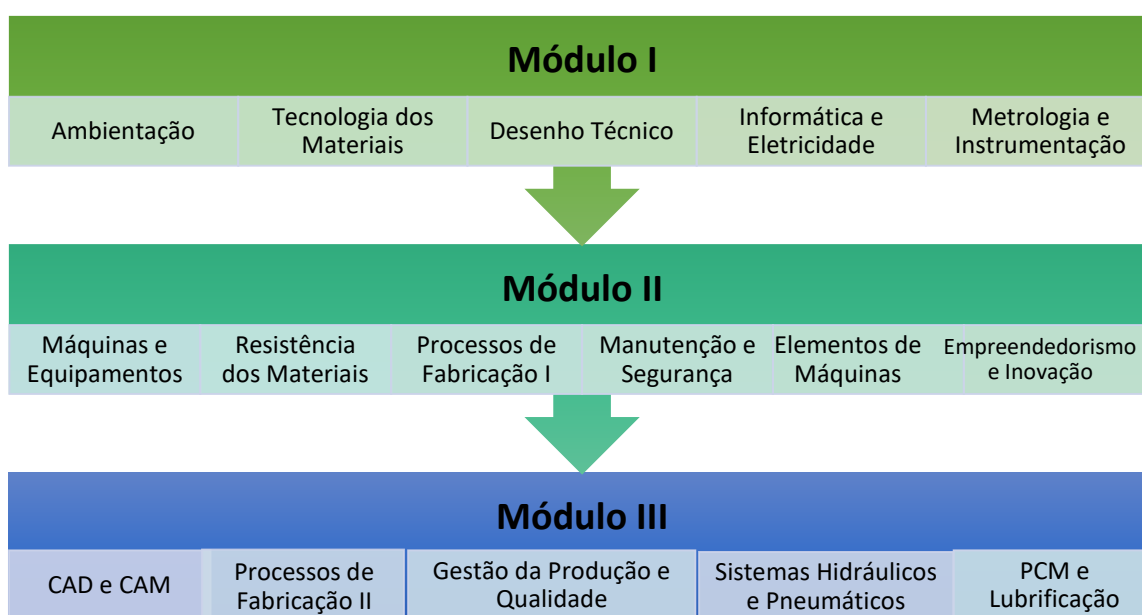 Módulo I
Ambientação
Tecnologia dos
Materiais
Desenho Técnico
Informática e
Eletricidade
Metrologia e
Instrumentação
Módulo II
Máquinas e
Equipamentos
Resistência
dos Materiais
Processos de
Fabricação I
Manutenção e
Segurança
Elementos de
Máquinas
Empreendedorismo
e Inovação
Módulo III
CAD e CAM
Processos de
Fabricação II
Gestão da Produção e
Qualidade
Sistemas Hidráulicos
e Pneumáticos
PCM e
Lubrificação